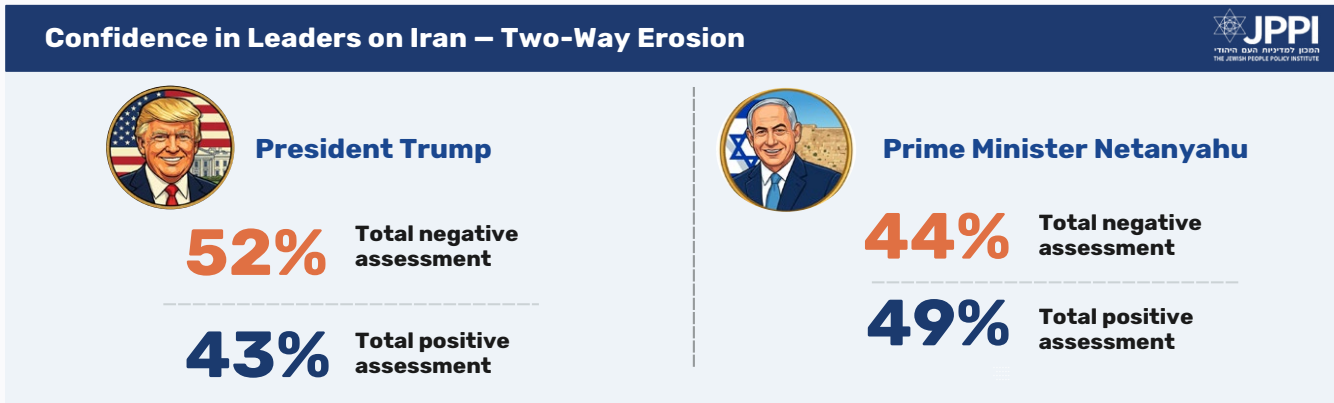 Confidence in Leaders on Iran — Two-Way Erosion
JPPI
המכון למדיניות העם היהודי
THE JEWISH PEOPLE POLICY INSTITUTE
President Trump
52%
Total negative
assessment
43%
Total positive
assessment
Prime Minister Netanyahu
44%
Total negative
assessment
49%
Total positive
assessment